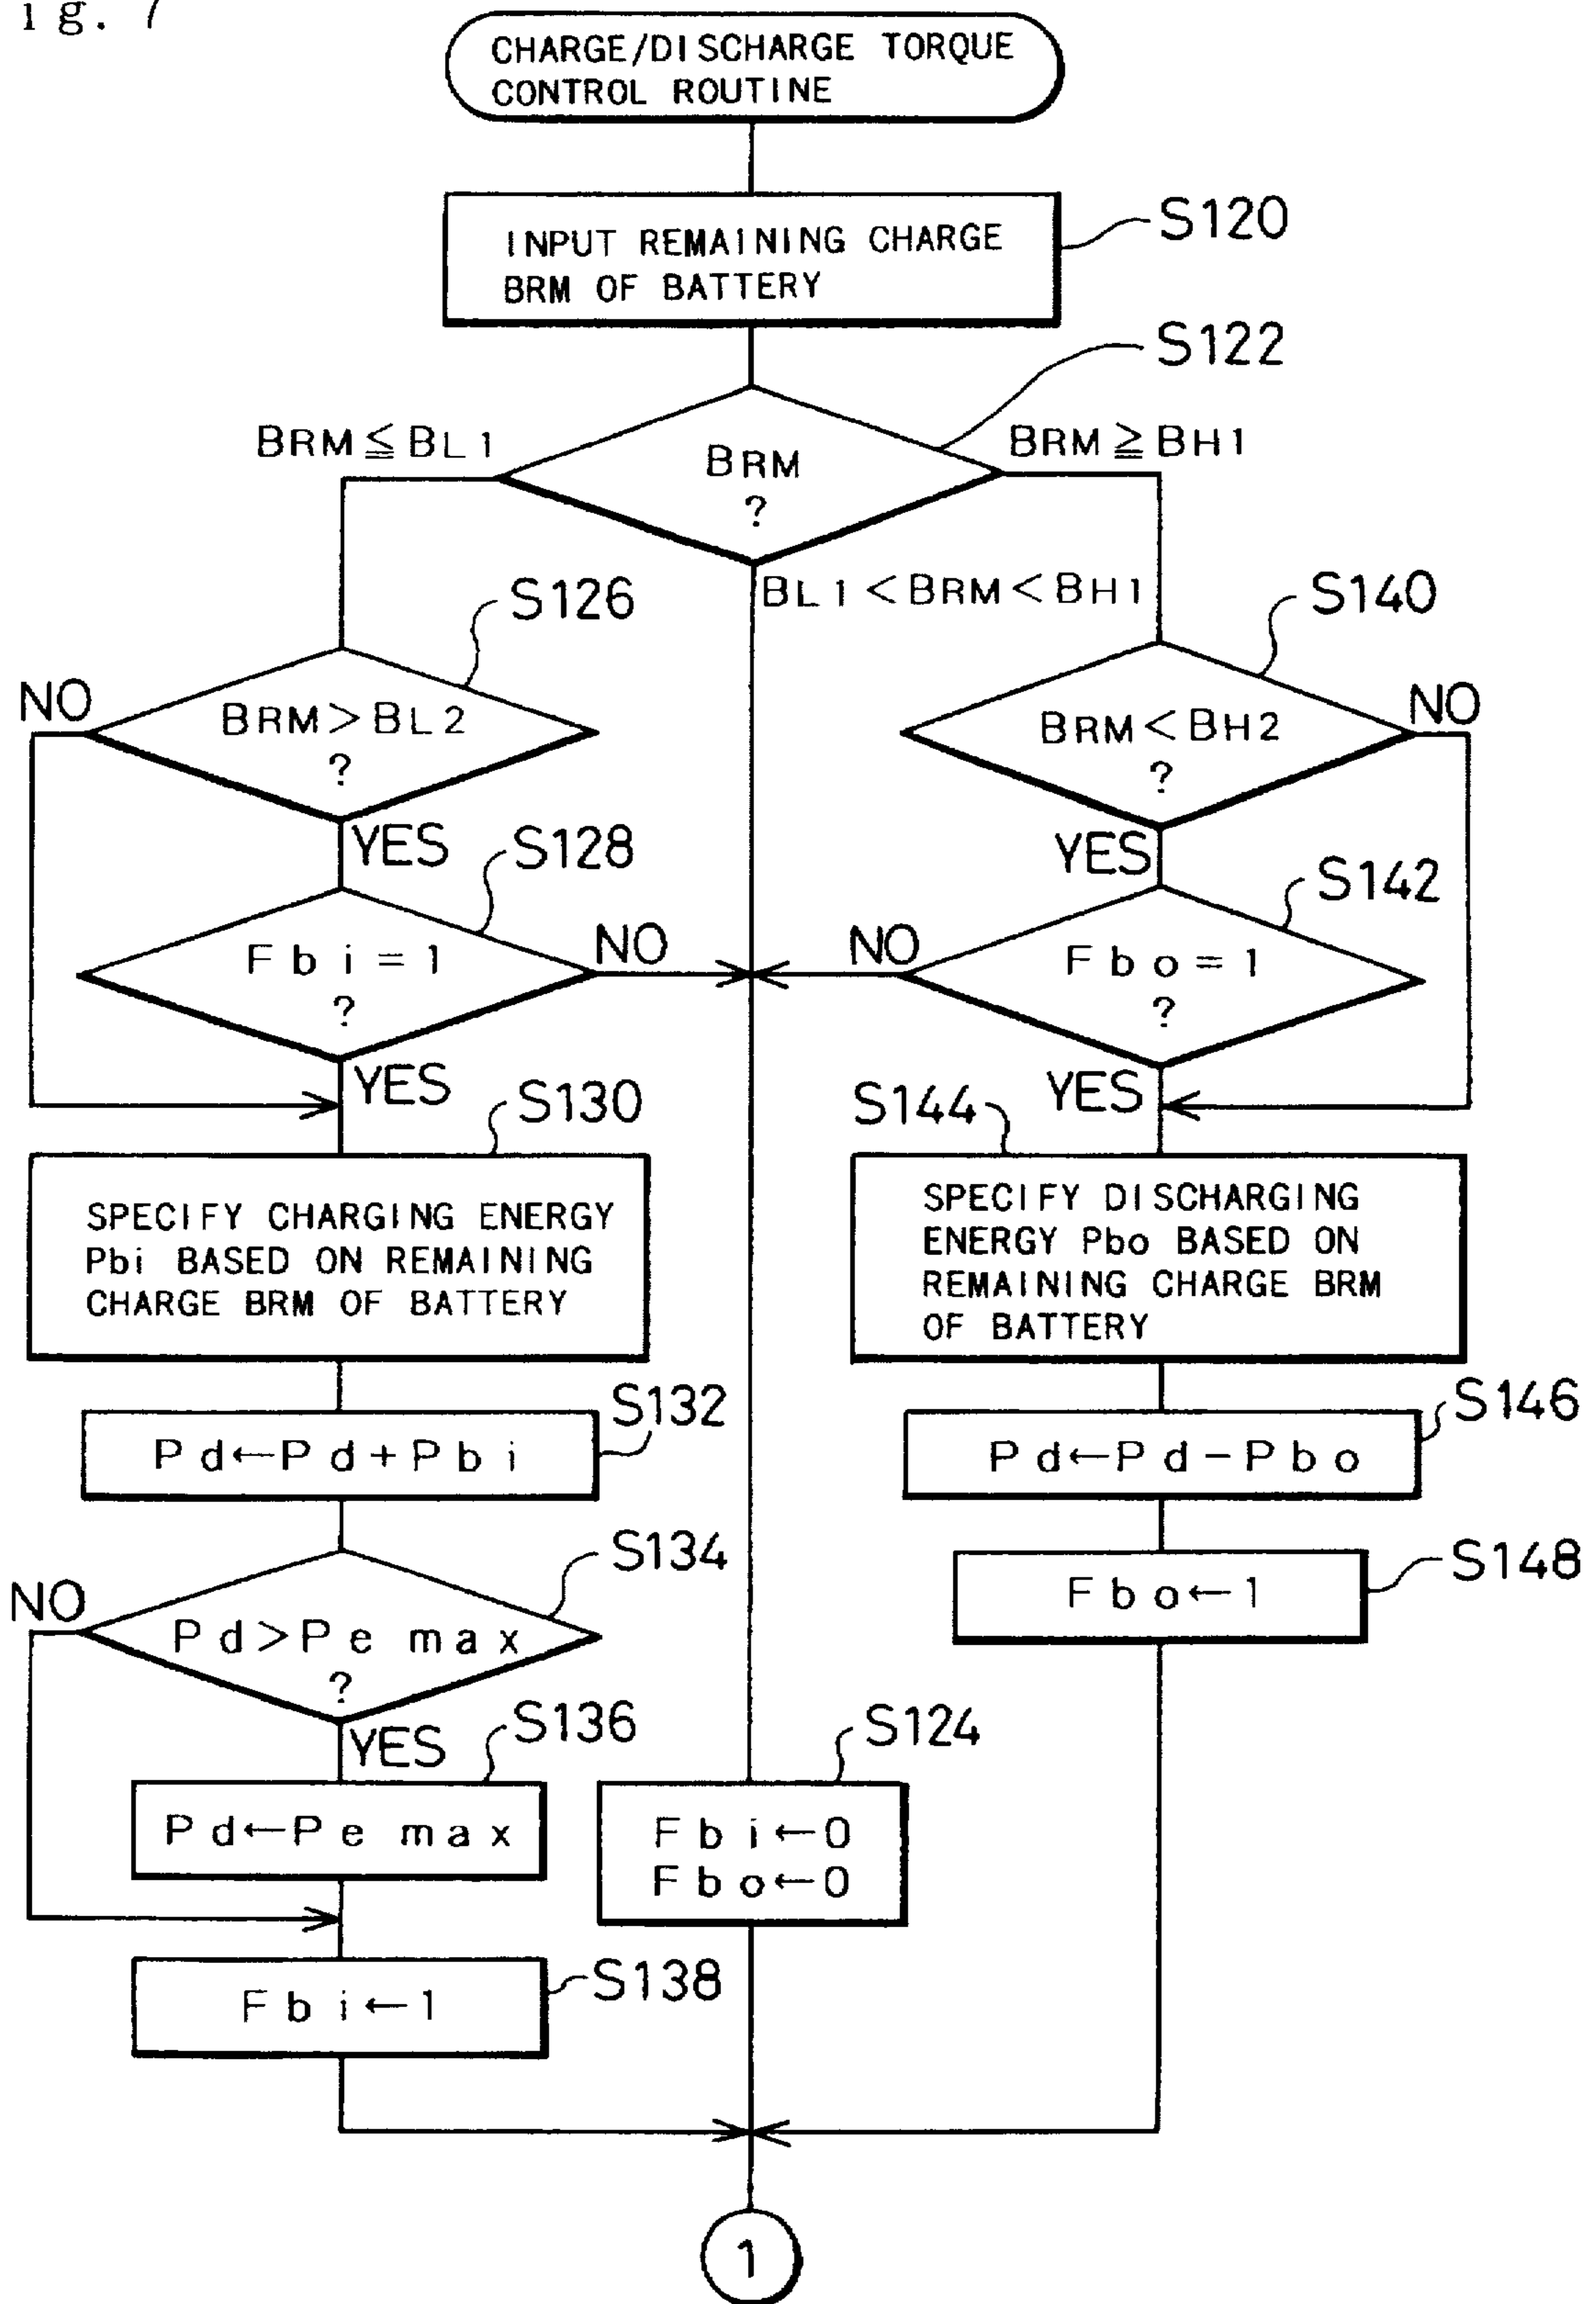 ig. 7
CHARGE/DISCHARGE TORQUE
CONTROL ROUTINE
INPUT REMAINING CHARGE
BRM OF BATTERY
S120
S122
BRM≦BL1
BRM
?
BRM≧BH1
BL1<BRM<BH1
S126
S140
NO
BRM>BL2
?
YES
BRM<BH2
?
NO
YES
S128
S142
Fbi=1
?
NO
YES
NO
Fbo=1
?
YES
S130
S144
SPECIFY CHARGING ENERGY
Pbi BASED ON REMAINING
CHARGE BRM OF BATTERY
SPECIFY DISCHARGING
ENERGY Pbo BASED ON
REMAINING CHARGE BRM
OF BATTERY
S132
Pd←Pd+Pbi
S146
Pd←Pd-Pbo
S134
NO
Pd>Pe max
?
YES
S148
Fbo←1
S136
Pd←Pe max
S124
Fbi←0
Fbo←0
S138
Fbi←1
1